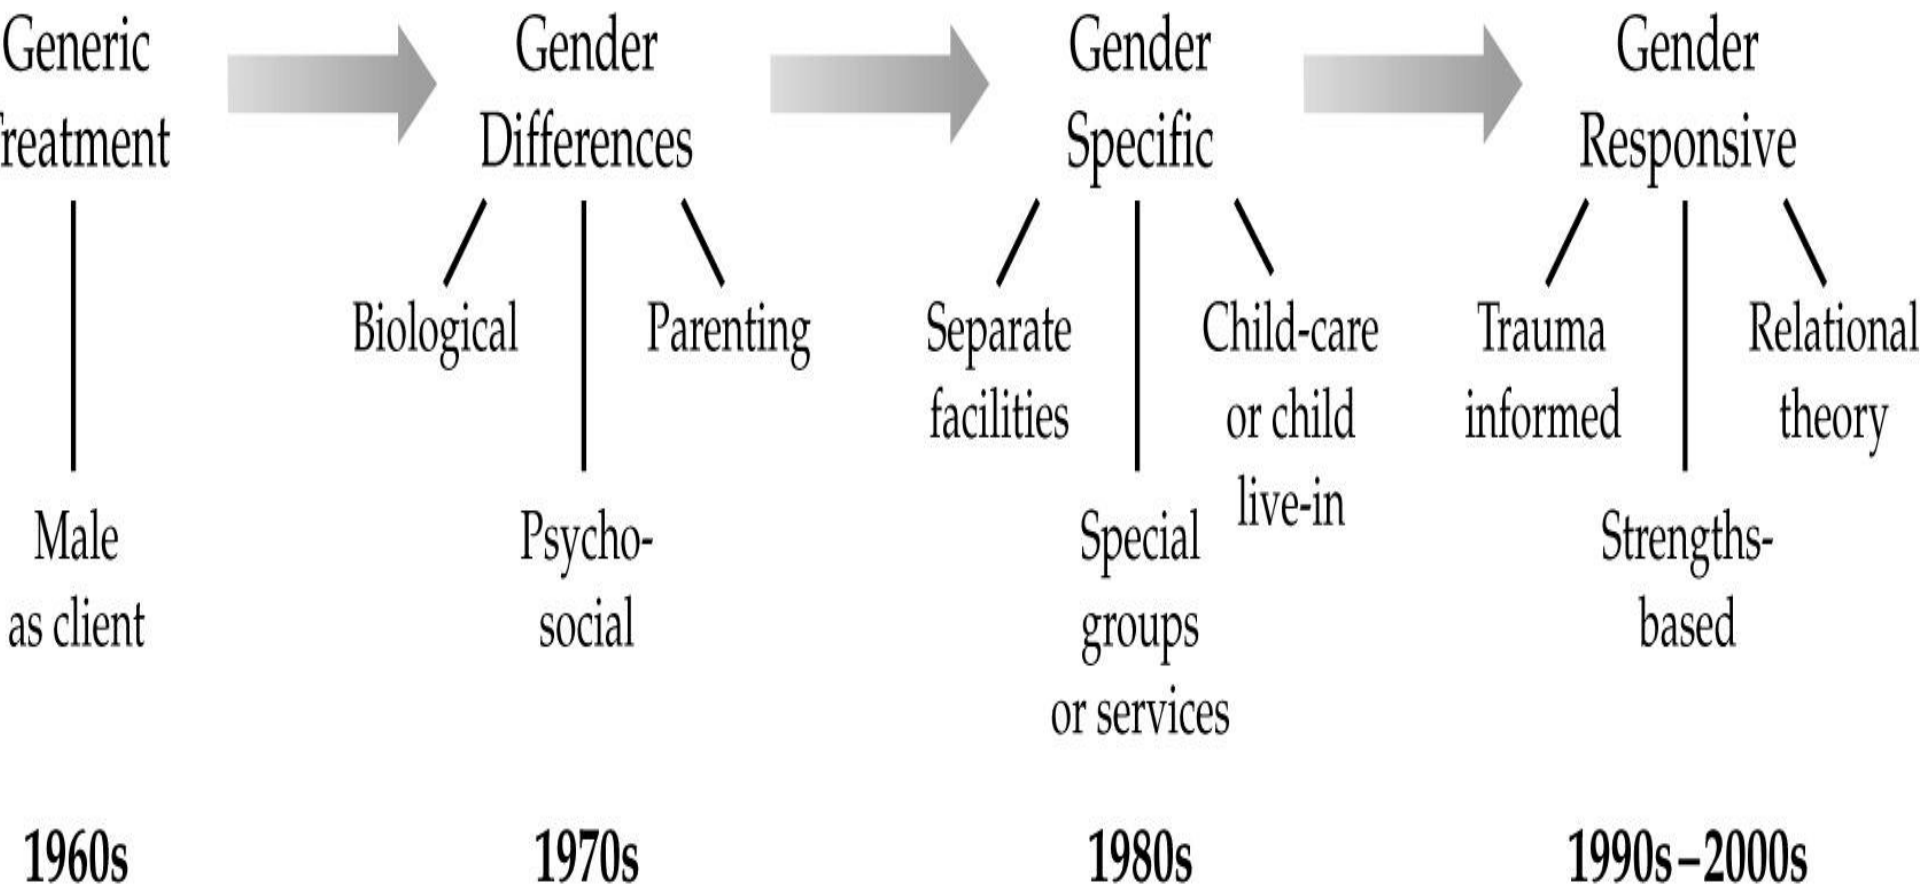 Generic
Treatment
Gender
Differences
Gender
Specific
Gender
Responsive
Biological
Parenting
Separate
facilities
Child-care
or child
live-in
Trauma
informed
Relational
theory
Male
as client
Psycho-
social
Special
groups
or services
Strengths-
based
1960s
1970s
1980s
1990s–2000s